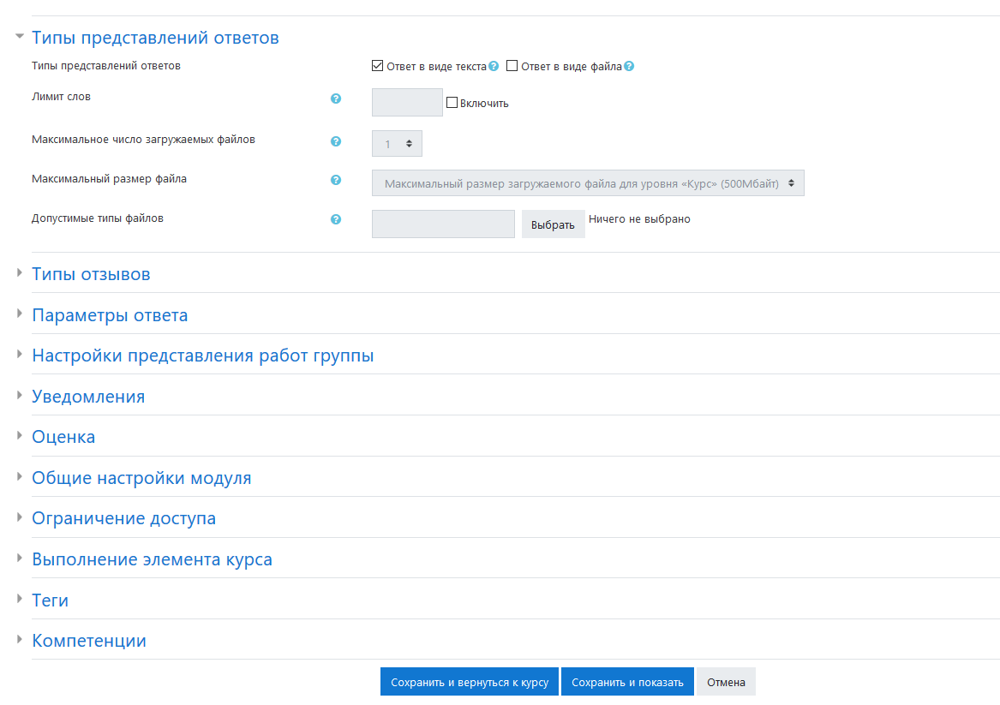 Типы представлений ответов
Типы представлений ответов Ответ в виде текста Ответ в виде файла
Лимит слов Включить
Максимальное число загружаемых файлов 1
Максимальный размер файла Максимальный размер загружаемого файла для уровня «Курс» (500Мбайт)
Допустимые типы файлов Выбрать Ничего не выбрано
Типы отзывов
Параметры ответа
Настройки представления работ группы
Уведомления
Оценка
Общие настройки модуля
Ограничение доступа
Выполнение элемента курса
Теги
Компетенции
Сохранить и вернуться к курсу Сохранить и показать Отмена